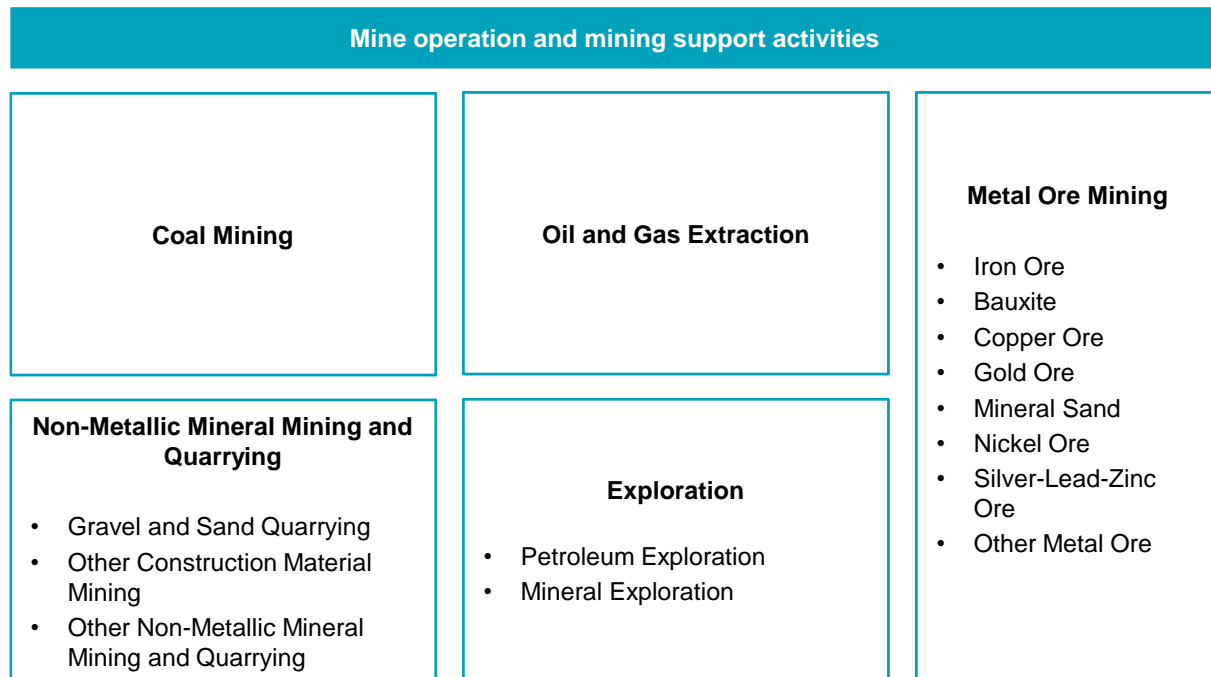 Mine operation and mining support activities
Coal Mining
Oil and Gas Extraction
Metal Ore Mining
• Iron Ore
• Bauxite
• Copper Ore
• Gold Ore
• Mineral Sand
• Nickel Ore
• Silver-Lead-Zinc
Ore
• Other Metal Ore
Non-Metallic Mineral Mining and
Quarrying
• Gravel and Sand Quarrying
• Other Construction Material
Mining
• Other Non-Metallic Mineral
Mining and Quarrying
Exploration
• Petroleum Exploration
• Mineral Exploration